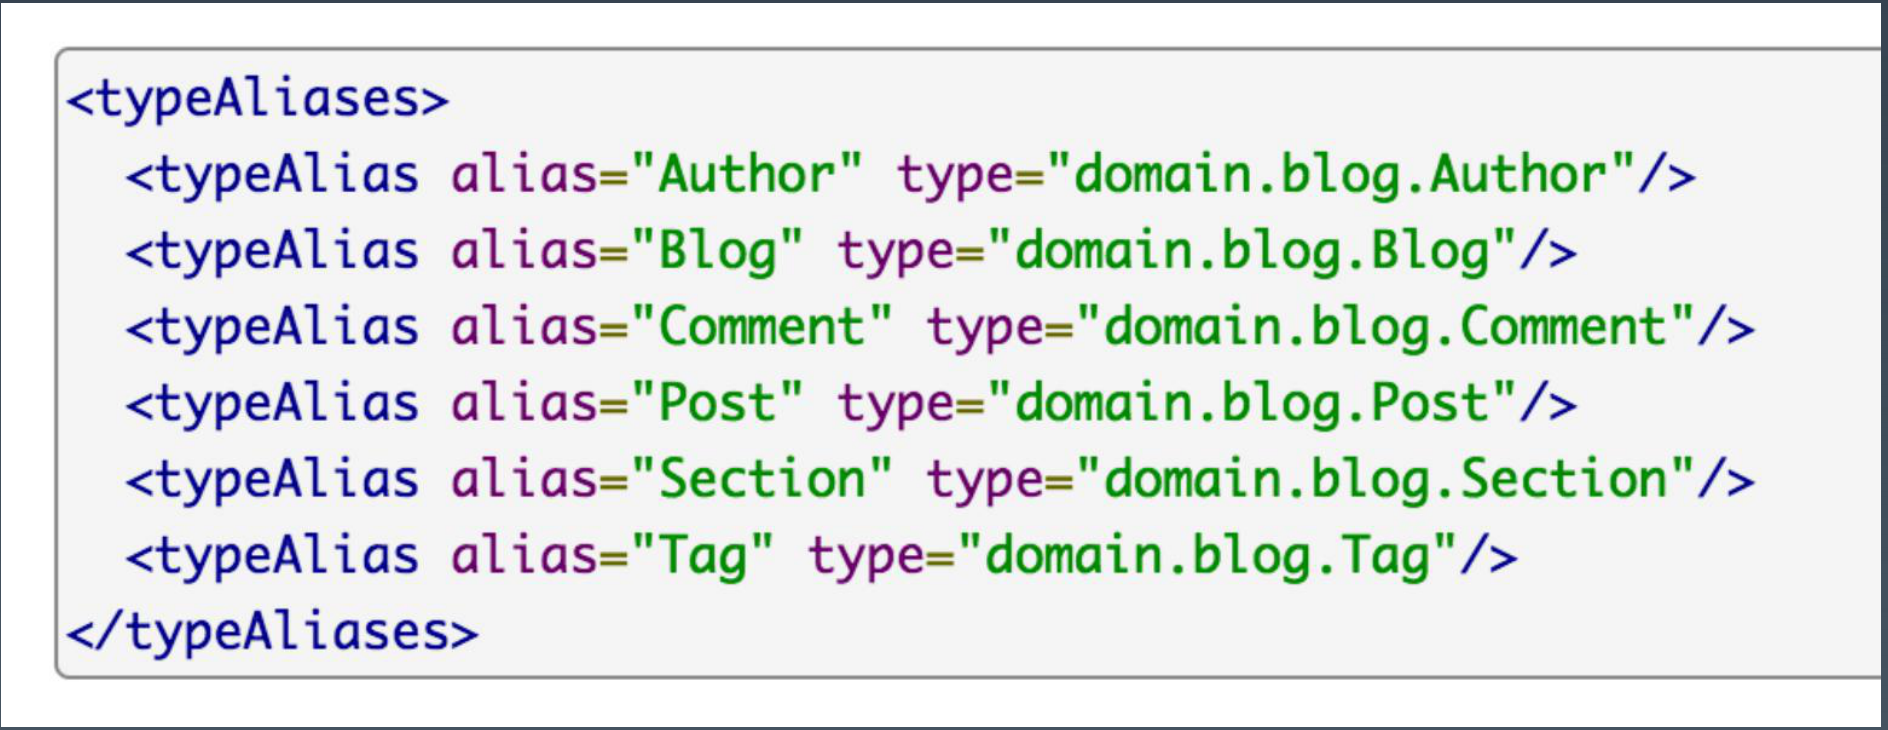 <typeAliases>
  <typeAlias alias="Author" type="domain.blog.Author"/>
  <typeAlias alias="Blog" type="domain.blog.Blog"/>
  <typeAlias alias="Comment" type="domain.blog.Comment"/>
  <typeAlias alias="Post" type="domain.blog.Post"/>
  <typeAlias alias="Section" type="domain.blog.Section"/>
  <typeAlias alias="Tag" type="domain.blog.Tag"/>
</typeAliases>